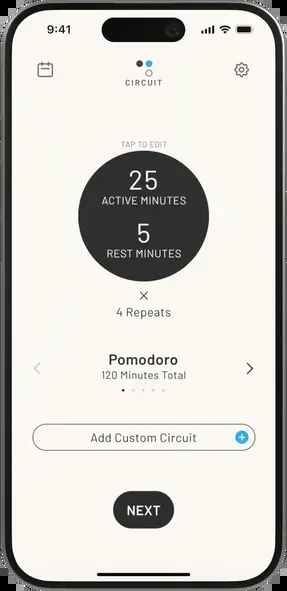 9:41
CIRCUIT
TAP TO EDIT
25
ACTIVE MINUTES
5
REST MINUTES
×
4 Repeats
Pomodoro
120 Minutes Total
Add Custom Circuit
NEXT